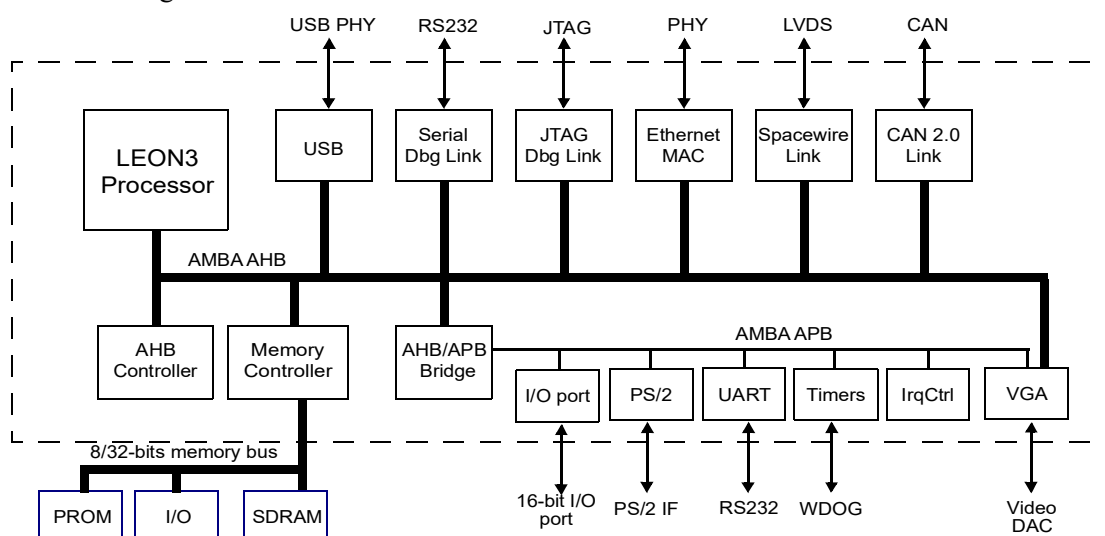 USB PHY
RS232
JTAG
PHY
LVDS
CAN
LEON3
Processor
USB
Serial
Dbg Link
JTAG
Dbg Link
Ethernet
MAC
Spacewire
Link
CAN 2.0
Link
AMBA AHB
AHB
Controller
Memory
Controller
AHB/APB
Bridge
AMBA APB
I/O port
PS/2
UART
Timers
IrqCtrl
VGA
8/32-bits memory bus
PROM
I/O
SDRAM
16-bit I/O
port
PS/2 IF
RS232
WDOG
Video
DAC